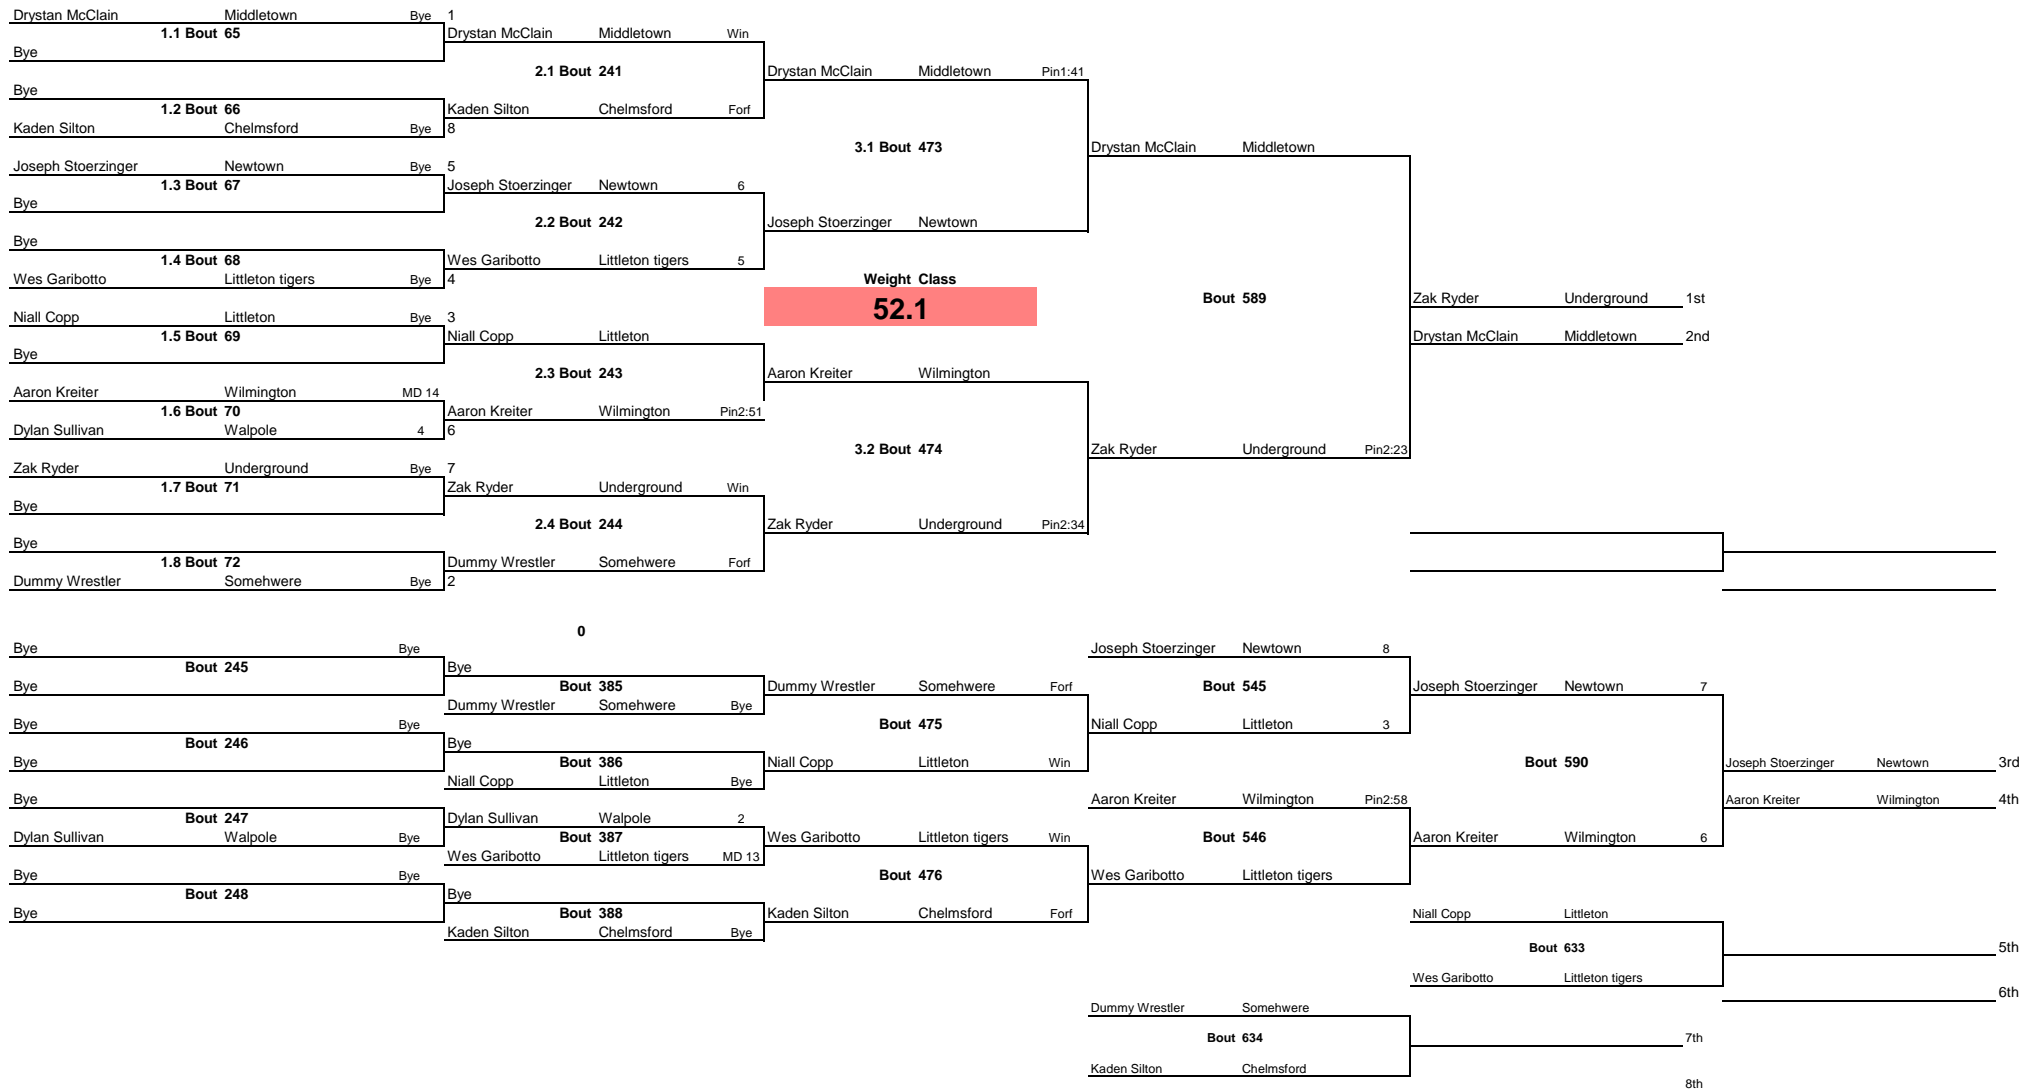 Drystan McClain Middletown Bye 1
1.1 Bout 65 Drystan McClain Middletown Win
Bye
2.1 Bout 241 Drystan McClain Middletown Pin1:41
Bye
1.2 Bout 66 Kaden Silton Chelmsford Forf
Kaden Silton Chelmsford Bye 8
3.1 Bout 473 Drystan McClain Middletown
Joseph Stoerzinger Newtown Bye 5
1.3 Bout 67 Joseph Stoerzinger Newtown 6
Bye
2.2 Bout 242 Joseph Stoerzinger Newtown
Bye
1.4 Bout 68 Wes Garibotto Littleton tigers 5
Wes Garibotto Littleton tigers Bye 4 Weight Class
52.1 Bout 589 Zak Ryder Underground 1st
Niall Copp Littleton Bye 3
1.5 Bout 69 Niall Copp Littleton Drystan McClain Middletown 2nd
Bye
2.3 Bout 243 Aaron Kreiter Wilmington
Aaron Kreiter Wilmington MD 14
1.6 Bout 70 Aaron Kreiter Wilmington Pin2:51
Dylan Sullivan Walpole 4 6
3.2 Bout 474 Zak Ryder Underground Pin2:23
Zak Ryder Underground Bye 7
1.7 Bout 71 Zak Ryder Underground Win
Bye
2.4 Bout 244 Zak Ryder Underground Pin2:34
Bye
1.8 Bout 72 Dummy Wrestler Somehwere Forf
Dummy Wrestler Somehwere Bye 2
0
Bye Bye Joseph Stoerzinger Newtown 8
Bout 245 Bye
Bye Bout 385 Dummy Wrestler Somehwere Forf Bout 545 Joseph Stoerzinger Newtown 7
Dummy Wrestler Somehwere Bye
Bye Bye Bout 475 Niall Copp Littleton 3
Bout 246 Bye
Bye Bout 386 Niall Copp Littleton Win Bout 590 Joseph Stoerzinger Newtown 3rd
Niall Copp Littleton Bye
Bye Aaron Kreiter Wilmington Pin2:58 Aaron Kreiter Wilmington 4th
Bout 247 Dylan Sullivan Walpole 2
Dylan Sullivan Walpole Bye Bout 387 Wes Garibotto Littleton tigers Win Bout 546 Aaron Kreiter Wilmington 6
Wes Garibotto Littleton tigers MD 13
Bye Bye Bout 476 Wes Garibotto Littleton tigers
Bout 248 Bye
Bye Bout 388 Kaden Silton Chelmsford Forf Niall Copp Littleton
Kaden Silton Chelmsford Bye
Bout 633 5th
Wes Garibotto Littleton tigers
6th
Dummy Wrestler Somehwere
Bout 634 7th
Kaden Silton Chelmsford
8th